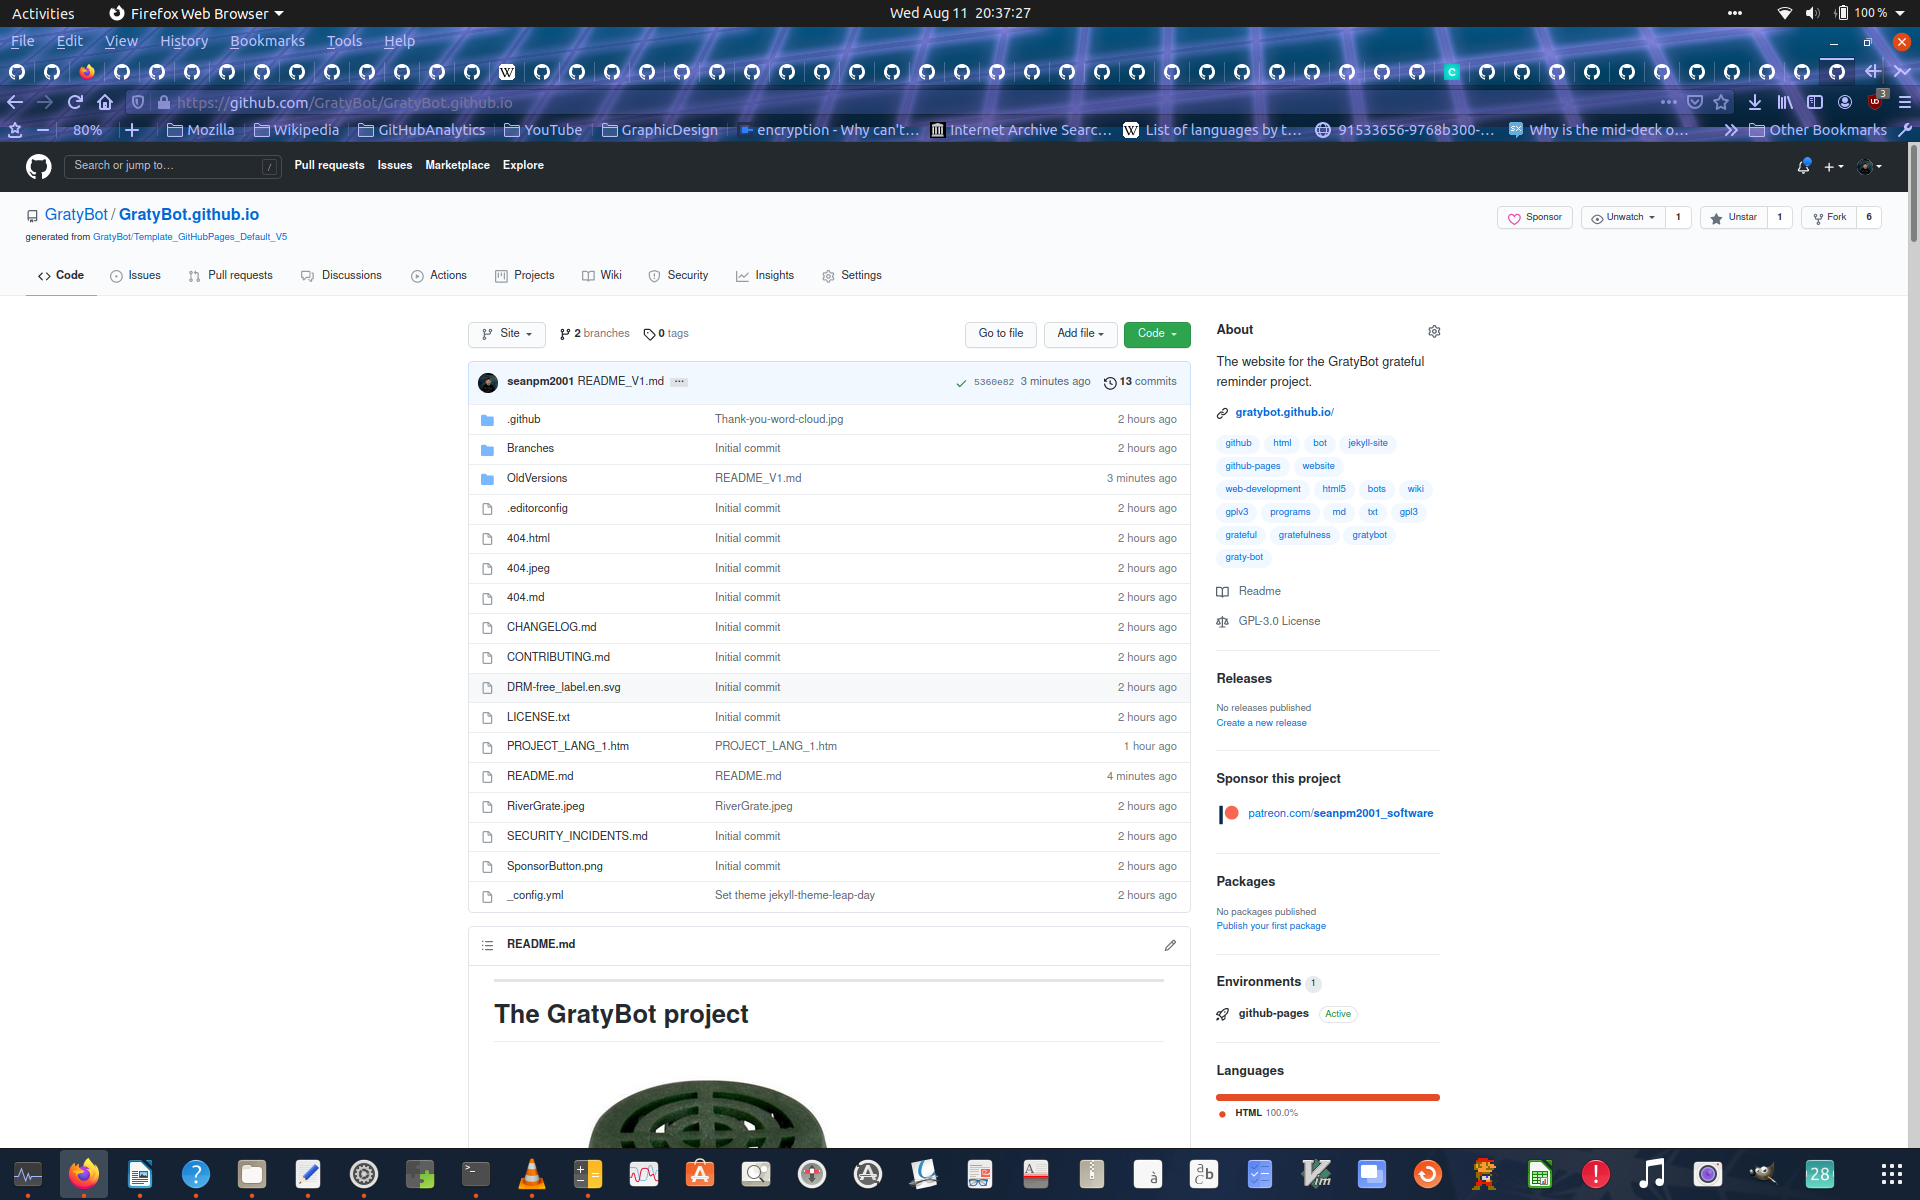 Activities Firefox Web Browser Wed Aug 11 20:37:27 100 %
File Edit View History Bookmarks Tools Help
https://github.com/GratyBot/GratyBot.github.io 3
80% Mozilla Wikipedia GitHubAnalytics YouTube GraphicDesign encryption - Why can't… Internet Archive Searc… List of languages by t… 91533656-9768b300-… Why is the mid-deck o… Other Bookmarks
Search or jump to… / Pull requests Issues Marketplace Explore
GratyBot / GratyBot.github.io Sponsor Unwatch 1 Unstar 1 Fork 6
generated from GratyBot/Template_GitHubPages_Default_V5
Code Issues Pull requests Discussions Actions Projects Wiki Security Insights Settings
Site 2 branches 0 tags Go to file Add file Code
seanpm2001 README_V1.md ... 5360e82 3 minutes ago 13 commits
.github Thank-you-word-cloud.jpg 2 hours ago
Branches Initial commit 2 hours ago
OldVersions README_V1.md 3 minutes ago
.editorconfig Initial commit 2 hours ago
404.html Initial commit 2 hours ago
404.jpeg Initial commit 2 hours ago
404.md Initial commit 2 hours ago
CHANGELOG.md Initial commit 2 hours ago
CONTRIBUTING.md Initial commit 2 hours ago
DRM-free_label.en.svg Initial commit 2 hours ago
LICENSE.txt Initial commit 2 hours ago
PROJECT_LANG_1.htm PROJECT_LANG_1.htm 1 hour ago
README.md README.md 4 minutes ago
RiverGrate.jpeg RiverGrate.jpeg 2 hours ago
SECURITY_INCIDENTS.md Initial commit 2 hours ago
SponsorButton.png Initial commit 2 hours ago
_config.yml Set theme jekyll-theme-leap-day 2 hours ago
README.md
The GratyBot project
About
The website for the GratyBot grateful
reminder project.
gratybot.github.io/
github html bot jekyll-site
github-pages website
web-development html5 bots wiki
gplv3 programs md txt gpl3
grateful gratefulness gratybot
graty-bot
Readme
GPL-3.0 License
Releases
No releases published
Create a new release
Sponsor this project
patreon.com/seanpm2001_software
Packages
No packages published
Publish your first package
Environments 1
github-pages Active
Languages
HTML 100.0%
28